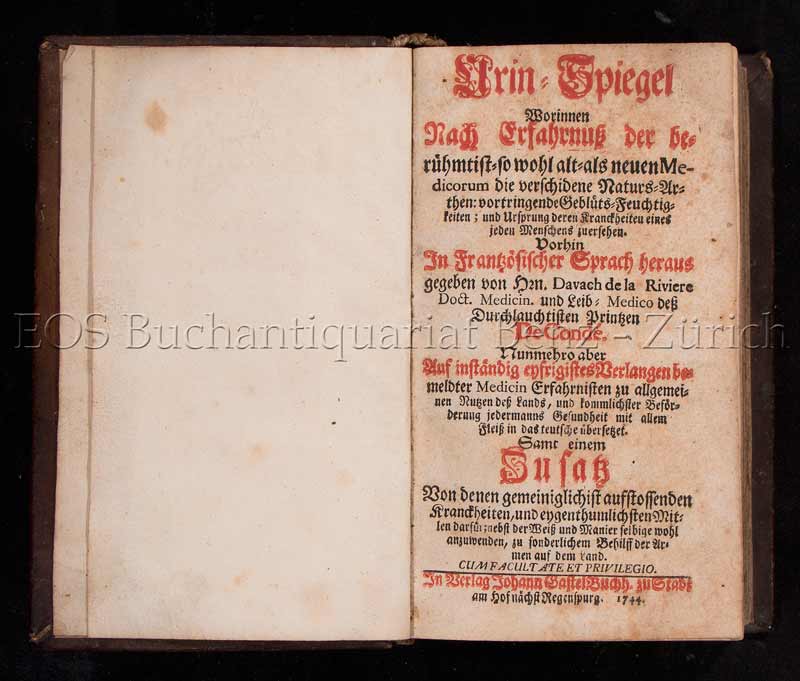 Urin-Spiegel
Worinnen
Nach Erfahrnuß der be-
rühmtist-so wohl alt-als neuen Me-
dicorum die verschidene Naturs-Ar-
then: vortringende Geblüts-Feuchtig-
keiten; und Ursprung deren Kranckheiten eines
jeden Menschens zuersehen.
Vorhin
In Frantzösischer Sprach heraus
gegeben von Hrn. Davach de la Riviere
Doct. Medicin. und Leib-Medico deß
Durchlauchtisten Printzen
De Condé.
EOS Buchantiquariat Benz – Zürich
Nunmehro aber
Auf inständig eyfrigistes Verlangen be-
meldter Medicin Erfahrnisten zu allgemei-
nen Nutzen deß Lands, und kommlichster Beför-
derung jedermanns Gesundheit mit allem
Fleiß in das teutsche übersetzet.
Samt einem
Zusatz
Von denen gemeiniglichist aufstossenden
Kranckheiten, und eygenthumlichsten Mit-
len darfür; nebst der Weiß und Manier selbige wohl
anzuwenden, zu sonderlichem Behilff der Ar-
men auf dem Land.
CUM FACULTATE ET PRIVILEGIO.
In Verlag Johann Gastel Buchh. zu Stadt
am Hof nächst Regenspurg. 1744.